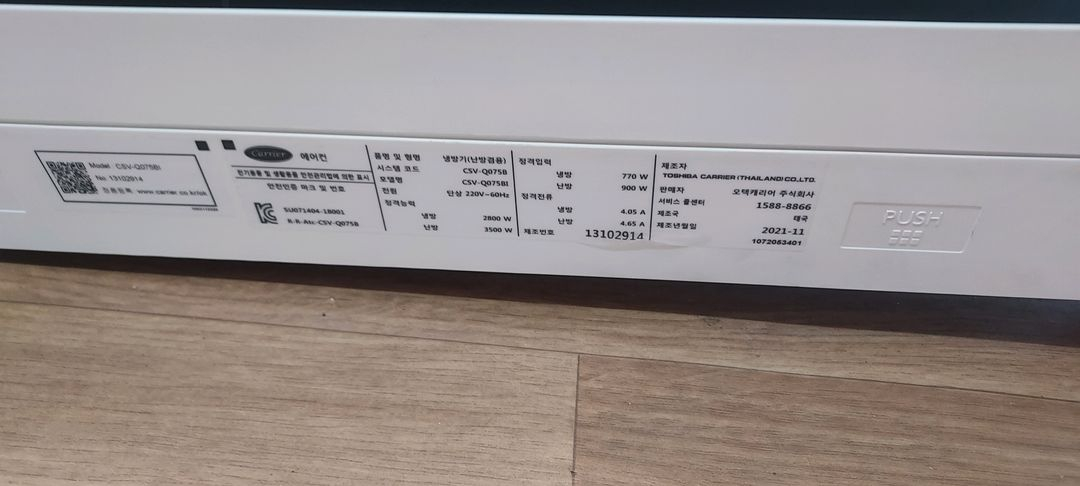 Model : CSV-Q075BI
No. 13102914
정품등록 : www.carrier.co.kr/ok
Carrier 에어컨
전기용품 및 생활용품 안전관리법에 의한 표시
안전인증 마크 및 번호
SU071404-18001
R-R-Atc-CSV-Q075B
품명 및 형명 냉방기(난방겸용)
시스템 코드 CSV-Q075B
모델명 CSV-Q075BI
전원 단상 220V~60Hz
정격능력
냉방 2800 W
난방 3500 W
정격입력
냉방 770 W
난방 900 W
정격전류
냉방 4.05 A
난방 4.65 A
제조번호 13102914
제조자
TOSHIBA CARRIER (THAILAND) CO.,LTD.
판매자 오텍캐리어 주식회사
서비스 콜센터 1588-8866
제조국 태국
제조년월일 2021-11
1072053401
PUSH